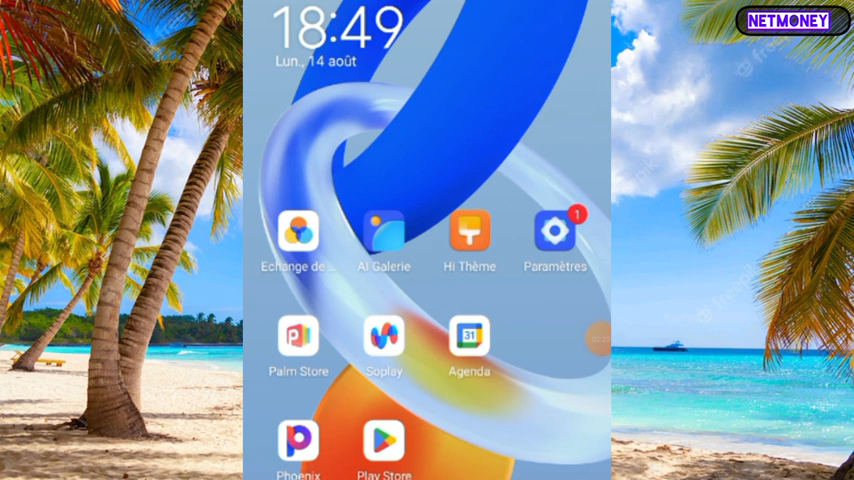 NETMONEY
18:49
Lun., 14 août
1
Echange de ...
AI Galerie
Hi Thème
Paramètres
31
Palm Store
Soplay
Agenda
Phoenix
Play Store